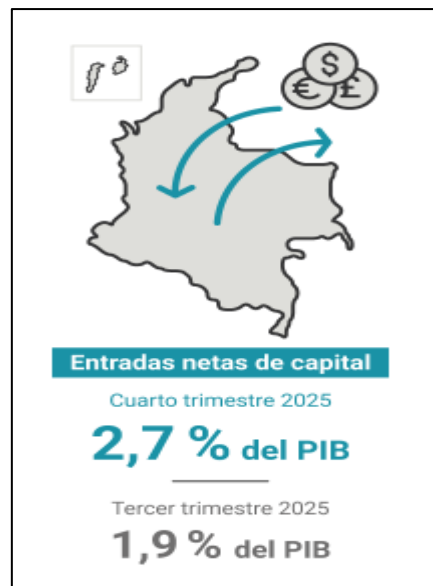 $
€ £
Entradas netas de capital
Cuarto trimestre 2025
2,7 % del PIB
Tercer trimestre 2025
1,9 % del PIB